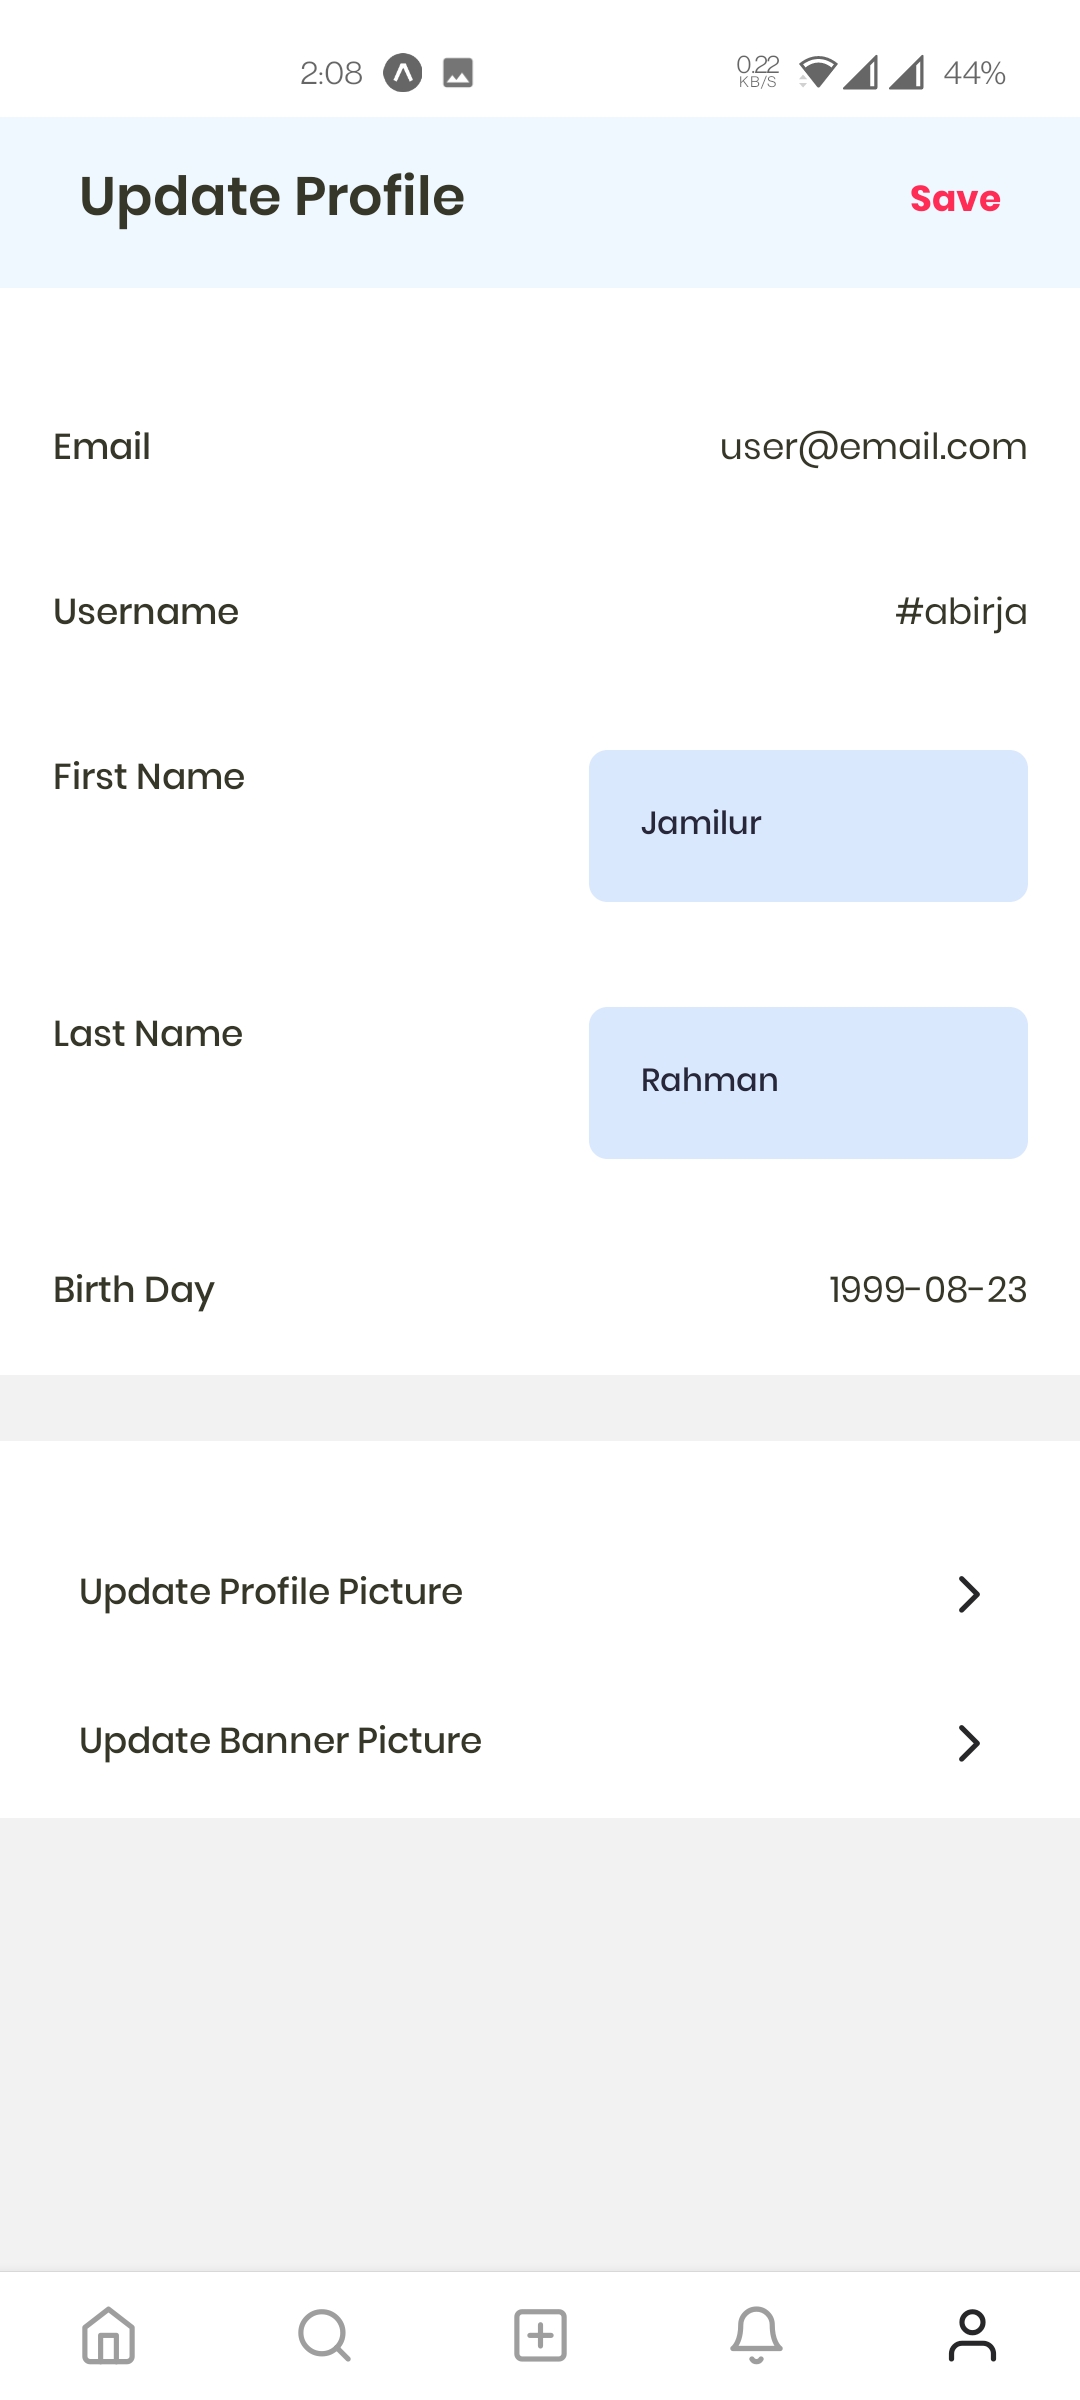 2:08 0.22 KB/S 44%
Update Profile Save
Email user@email.com
Username #abirja
First Name Jamilur
Last Name Rahman
Birth Day 1999-08-23
Update Profile Picture
Update Banner Picture